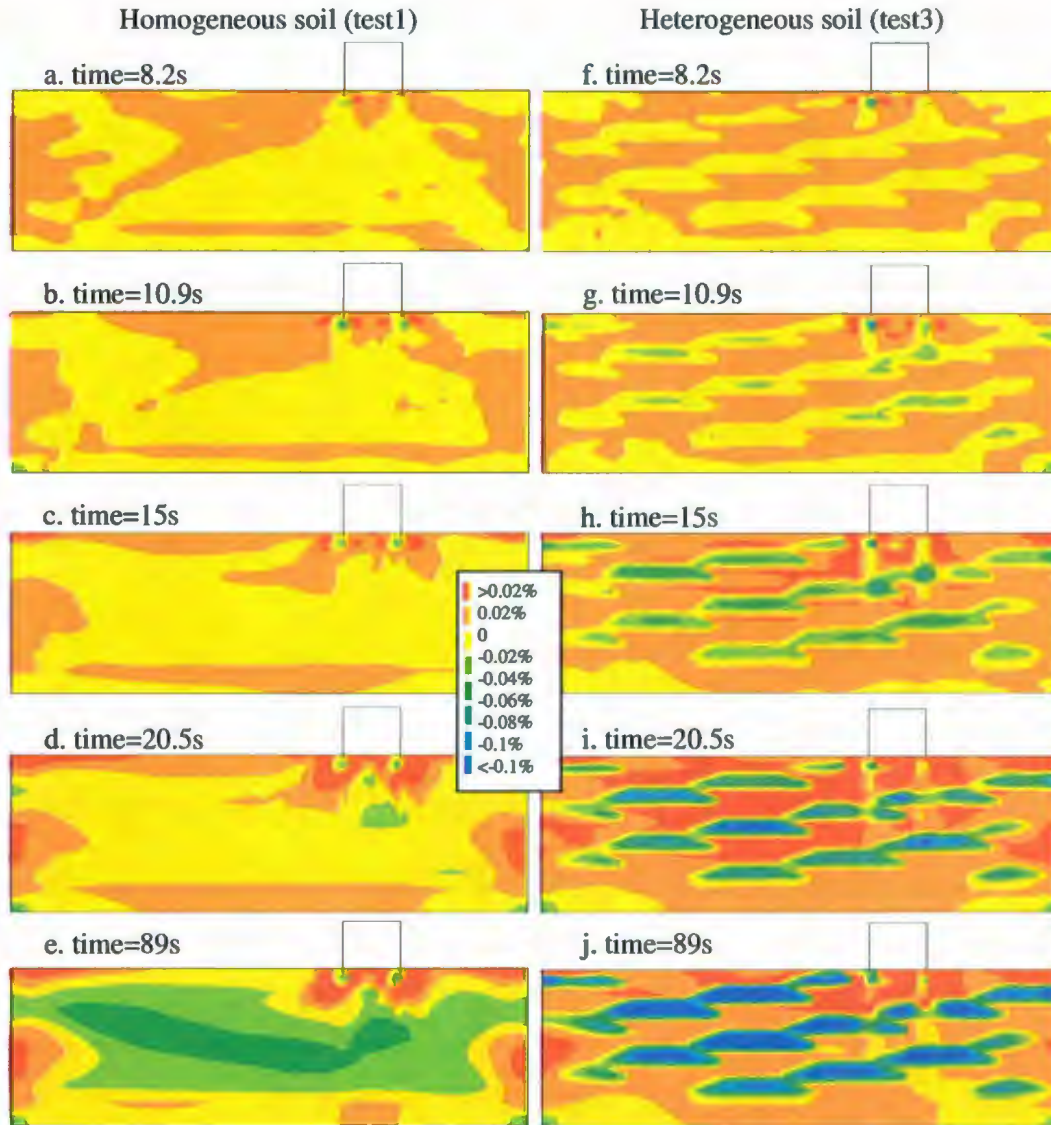 Homogeneous soil (test1)
Heterogeneous soil (test3)
a. time=8.2s
f. time=8.2s
b. time=10.9s
g. time=10.9s
c. time=15s
h. time=15s
>0.02%
0.02%
0
-0.02%
-0.04%
-0.06%
-0.08%
-0.1%
<-0.1%
d. time=20.5s
i. time=20.5s
e. time=89s
j. time=89s